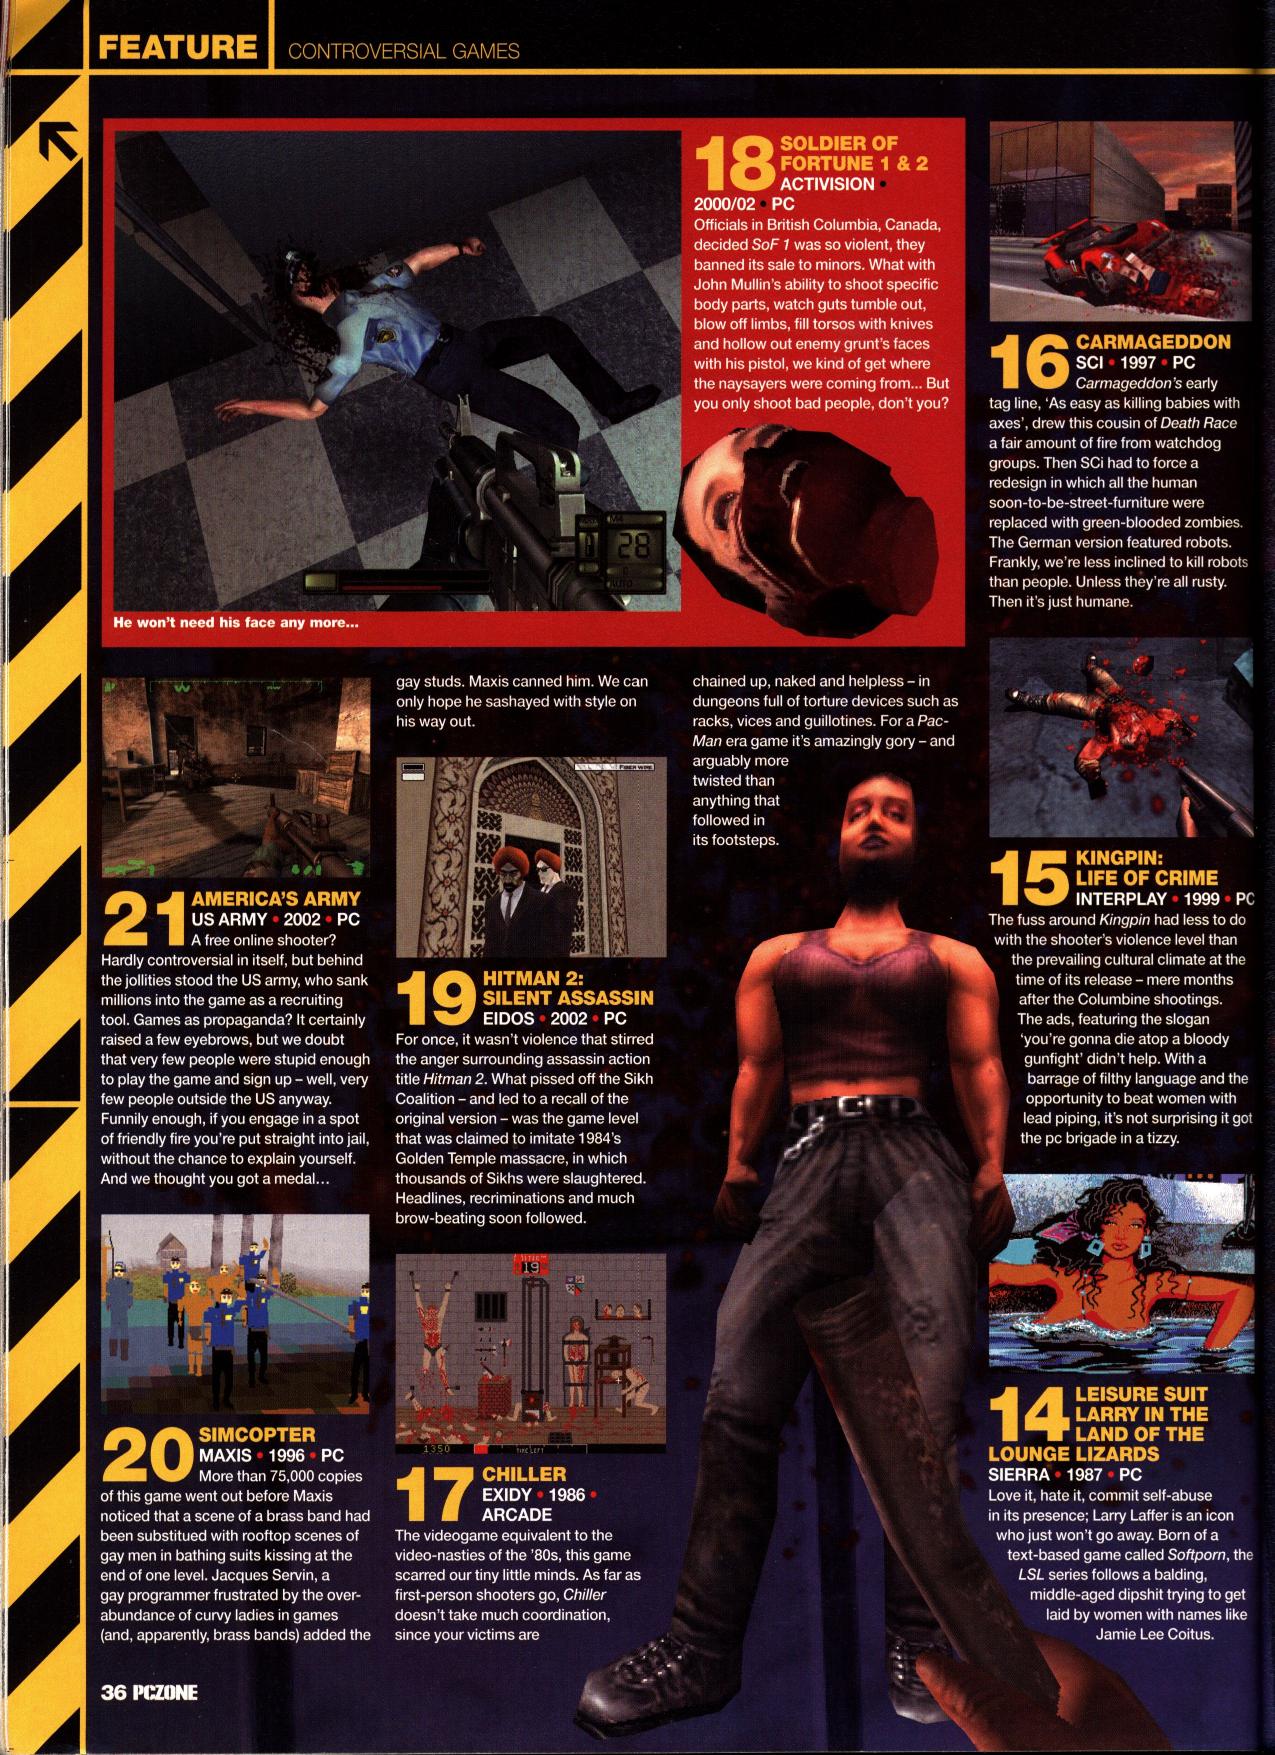 FEATURE
CONTROVERSIAL GAMES
18 SOLDIER OF
FORTUNE 1 & 2
ACTIVISION •
2000/02 • PC
Officials in British Columbia, Canada,
decided SoF 1 was so violent, they
banned its sale to minors. What with
John Mullin's ability to shoot specific
body parts, watch guts tumble out,
blow off limbs, fill torsos with knives
and hollow out enemy grunt's faces
with his pistol, we kind of get where
the naysayers were coming from... But
you only shoot bad people, don't you?
M4
28
AUTO
He won't need his face any more...
21 AMERICA'S ARMY
US ARMY • 2002 • PC
A free online shooter?
Hardly controversial in itself, but behind
the jollities stood the US army, who sank
millions into the game as a recruiting
tool. Games as propaganda? It certainly
raised a few eyebrows, but we doubt
that very few people were stupid enough
to play the game and sign up – well, very
few people outside the US anyway.
Funnily enough, if you engage in a spot
of friendly fire you're put straight into jail,
without the chance to explain yourself.
And we thought you got a medal...
20 SIMCOPTER
MAXIS • 1996 • PC
More than 75,000 copies
of this game went out before Maxis
noticed that a scene of a brass band had
been substitued with rooftop scenes of
gay men in bathing suits kissing at the
end of one level. Jacques Servin, a
gay programmer frustrated by the over-
abundance of curvy ladies in games
(and, apparently, brass bands) added the
gay studs. Maxis canned him. We can
only hope he sashayed with style on
his way out.
FIBER WIRE
19 HITMAN 2:
SILENT ASSASSIN
EIDOS • 2002 • PC
For once, it wasn't violence that stirred
the anger surrounding assassin action
title Hitman 2. What pissed off the Sikh
Coalition – and led to a recall of the
original version – was the game level
that was claimed to imitate 1984's
Golden Temple massacre, in which
thousands of Sikhs were slaughtered.
Headlines, recriminations and much
brow-beating soon followed.
19
1350
TIME LEFT
17 CHILLER
EXIDY • 1986 •
ARCADE
The videogame equivalent to the
video-nasties of the '80s, this game
scarred our tiny little minds. As far as
first-person shooters go, Chiller
doesn't take much coordination,
since your victims are
chained up, naked and helpless – in
dungeons full of torture devices such as
racks, vices and guillotines. For a Pac-
Man era game it's amazingly gory – and
arguably more
twisted than
anything that
followed in
its footsteps.
16 CARMAGEDDON
SCI • 1997 • PC
Carmageddon's early
tag line, 'As easy as killing babies with
axes', drew this cousin of Death Race
a fair amount of fire from watchdog
groups. Then SCi had to force a
redesign in which all the human
soon-to-be-street-furniture were
replaced with green-blooded zombies.
The German version featured robots.
Frankly, we're less inclined to kill robots
than people. Unless they're all rusty.
Then it's just humane.
15 KINGPIN:
LIFE OF CRIME
INTERPLAY • 1999 • PC
The fuss around Kingpin had less to do
with the shooter's violence level than
the prevailing cultural climate at the
time of its release – mere months
after the Columbine shootings.
The ads, featuring the slogan
'you're gonna die atop a bloody
gunfight' didn't help. With a
barrage of filthy language and the
opportunity to beat women with
lead piping, it's not surprising it got
the pc brigade in a tizzy.
14 LEISURE SUIT
LARRY IN THE
LAND OF THE
LOUNGE LIZARDS
SIERRA • 1987 • PC
Love it, hate it, commit self-abuse
in its presence; Larry Laffer is an icon
who just won't go away. Born of a
text-based game called Softporn, the
LSL series follows a balding,
middle-aged dipshit trying to get
laid by women with names like
Jamie Lee Coitus.
36 PCZONE